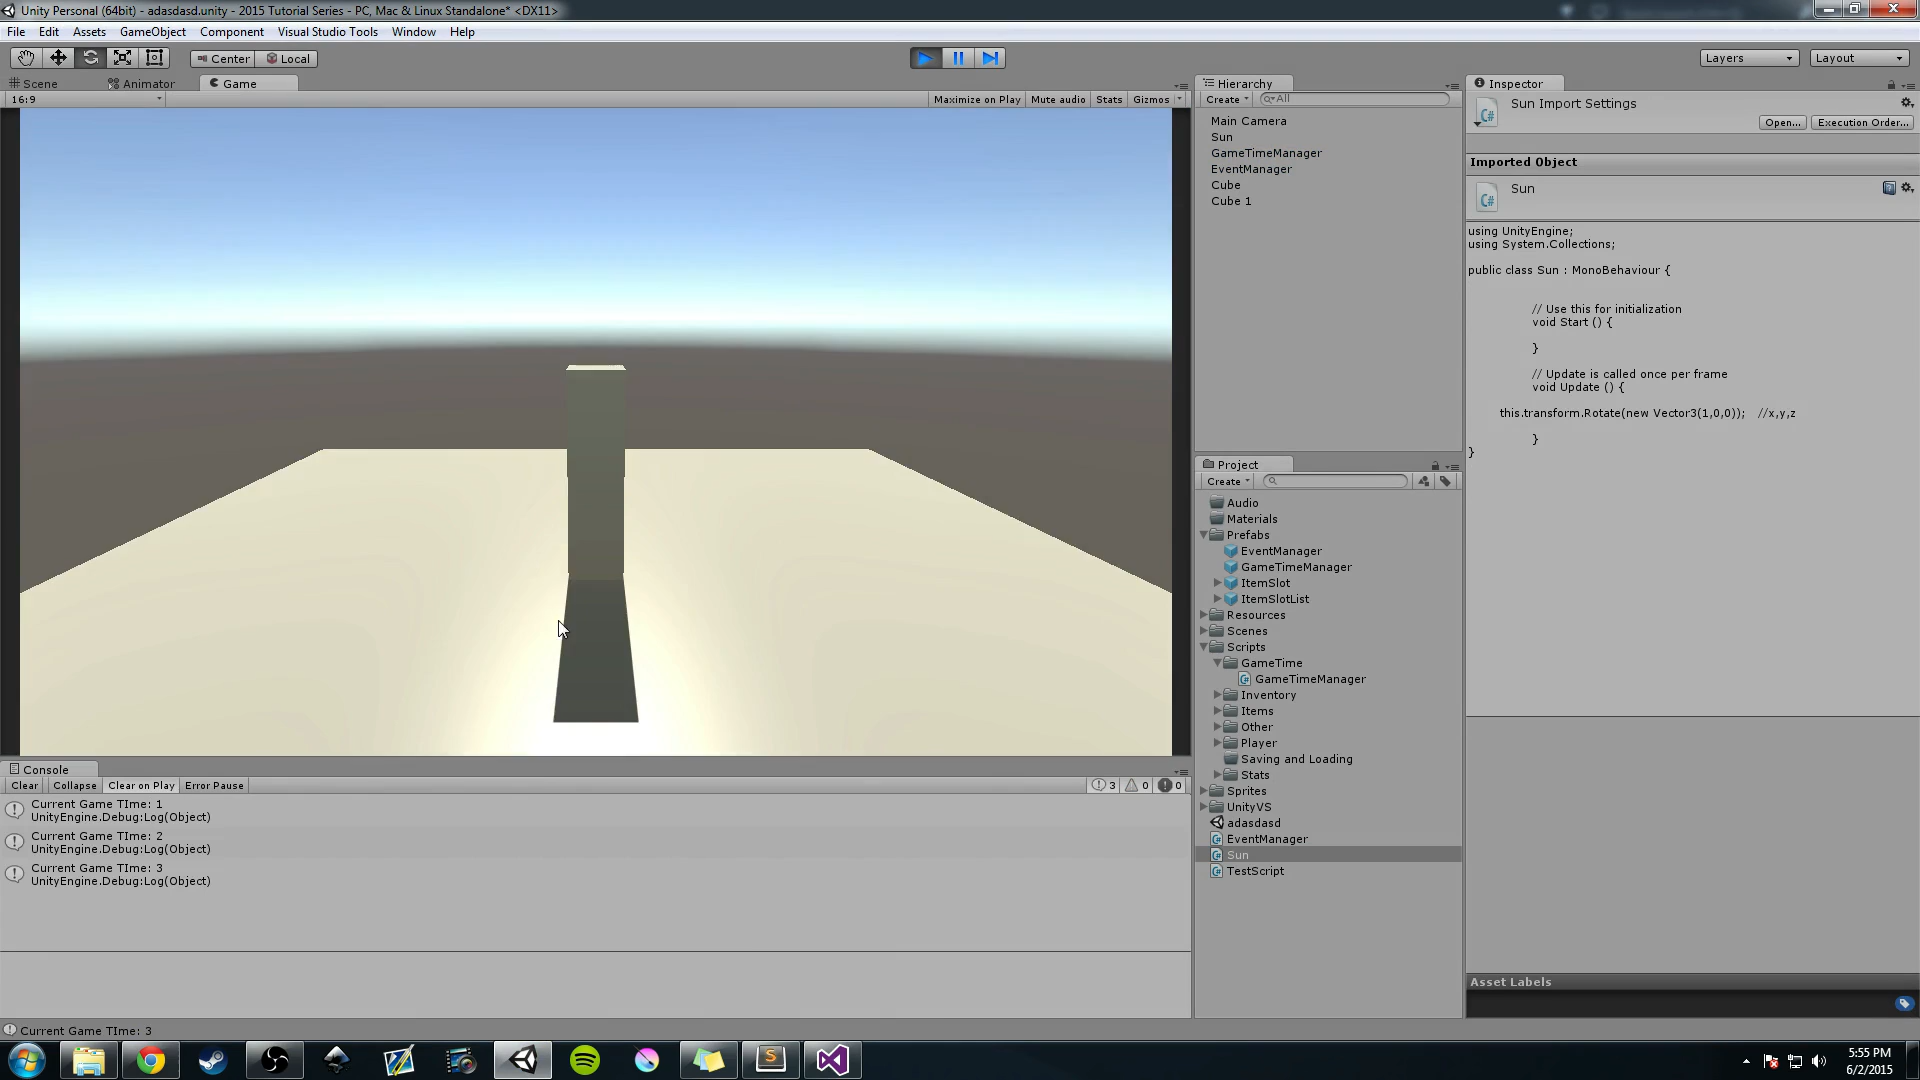 Unity Personal (64bit) - adasdasd.unity - 2015 Tutorial Series - PC, Mac & Linux Standalone* <DX11>
File Edit Assets GameObject Component Visual Studio Tools Window Help
Center Local Layers Layout
Scene Animator Game
16:9 Maximize on Play Mute audio Stats Gizmos
Hierarchy
Create All
Main Camera
Sun
GameTimeManager
EventManager
Cube
Cube 1
Project
Create
Audio
Materials
Prefabs
EventManager
GameTimeManager
ItemSlot
ItemSlotList
Resources
Scenes
Scripts
GameTime
GameTimeManager
Inventory
Items
Other
Player
Saving and Loading
Stats
Sprites
UnityVS
adasdasd
EventManager
Sun
TestScript
Inspector
Sun Import Settings
Open... Execution Order...
Imported Object
Sun
using UnityEngine;
using System.Collections;
public class Sun : MonoBehaviour {
// Use this for initialization
void Start () {
}
// Update is called once per frame
void Update () {
this.transform.Rotate(new Vector3(1,0,0)); //x,y,z
}
}
Asset Labels
Console
Clear Collapse Clear on Play Error Pause 3 0 0
Current Game TIme: 1
UnityEngine.Debug:Log(Object)
Current Game TIme: 2
UnityEngine.Debug:Log(Object)
Current Game TIme: 3
UnityEngine.Debug:Log(Object)
Current Game TIme: 3
5:55 PM
6/2/2015